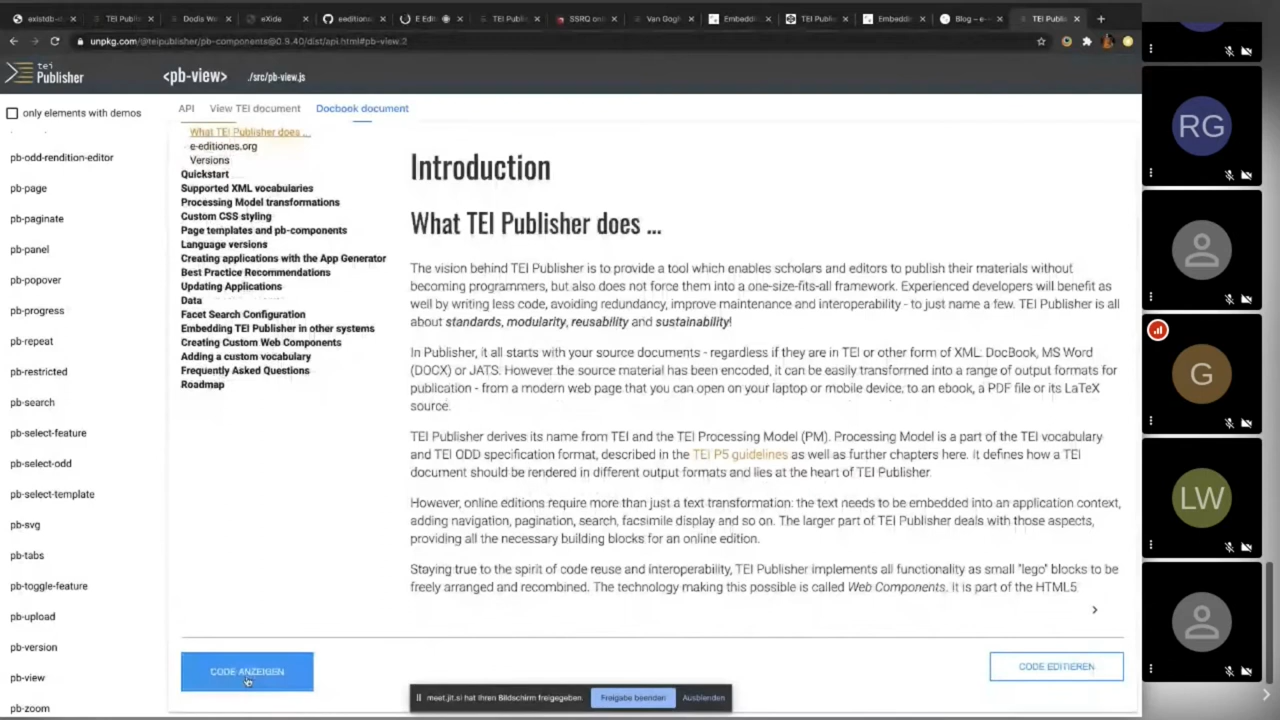 existdb-d
TEI Publis
Dodis We
eXide
eeditiones
E Edit
TEI Public
SSRQ onl
Van Gogh
Embeddi
TEI Publis
Embeddi
Blog – e-
TEI Public
unpkg.com/@teipublisher/pb-components@0.9.40/dist/api.html#pb-view.2
tei
Publisher
<pb-view>
./src/pb-view.js
only elements with demos
API
View TEI document
Docbook document
pb-odd-rendition-editor
pb-page
pb-paginate
pb-panel
pb-popover
pb-progress
pb-repeat
pb-restricted
pb-search
pb-select-feature
pb-select-odd
pb-select-template
pb-svg
pb-tabs
pb-toggle-feature
pb-upload
pb-version
pb-view
pb-zoom
What TEI Publisher does ...
e-editiones.org
Versions
Quickstart
Supported XML vocabularies
Processing Model transformations
Custom CSS styling
Page templates and pb-components
Language versions
Creating applications with the App Generator
Best Practice Recommendations
Updating Applications
Data
Facet Search Configuration
Embedding TEI Publisher in other systems
Creating Custom Web Components
Adding a custom vocabulary
Frequently Asked Questions
Roadmap
Introduction
What TEI Publisher does ...
The vision behind TEI Publisher is to provide a tool which enables scholars and editors to publish their materials without
becoming programmers, but also does not force them into a one-size-fits-all framework. Experienced developers will benefit as
well by writing less code, avoiding redundancy, improve maintenance and interoperability - to just name a few. TEI Publisher is all
about standards, modularity, reusability and sustainability!
In Publisher, it all starts with your source documents - regardless if they are in TEI or other form of XML: DocBook, MS Word
(DOCX) or JATS. However the source material has been encoded, it can be easily transformed into a range of output formats for
publication - from a modern web page that you can open on your laptop or mobile device, to an ebook, a PDF file or its LaTeX
source.
TEI Publisher derives its name from TEI and the TEI Processing Model (PM). Processing Model is a part of the TEI vocabulary
and TEI ODD specification format, described in the TEI P5 guidelines as well as further chapters here. It defines how a TEI
document should be rendered in different output formats and lies at the heart of TEI Publisher.
However, online editions require more than just a text transformation: the text needs to be embedded into an application context,
adding navigation, pagination, search, facsimile display and so on. The larger part of TEI Publisher deals with those aspects,
providing all the necessary building blocks for an online edition.
Staying true to the spirit of code reuse and interoperability, TEI Publisher implements all functionality as small "lego" blocks to be
freely arranged and recombined. The technology making this possible is called Web Components. It is part of the HTML5
CODE ANZEIGEN
CODE EDITIEREN
meet.jit.si hat Ihren Bildschirm freigegeben.
Freigabe beenden
Ausblenden
RG
G
LW